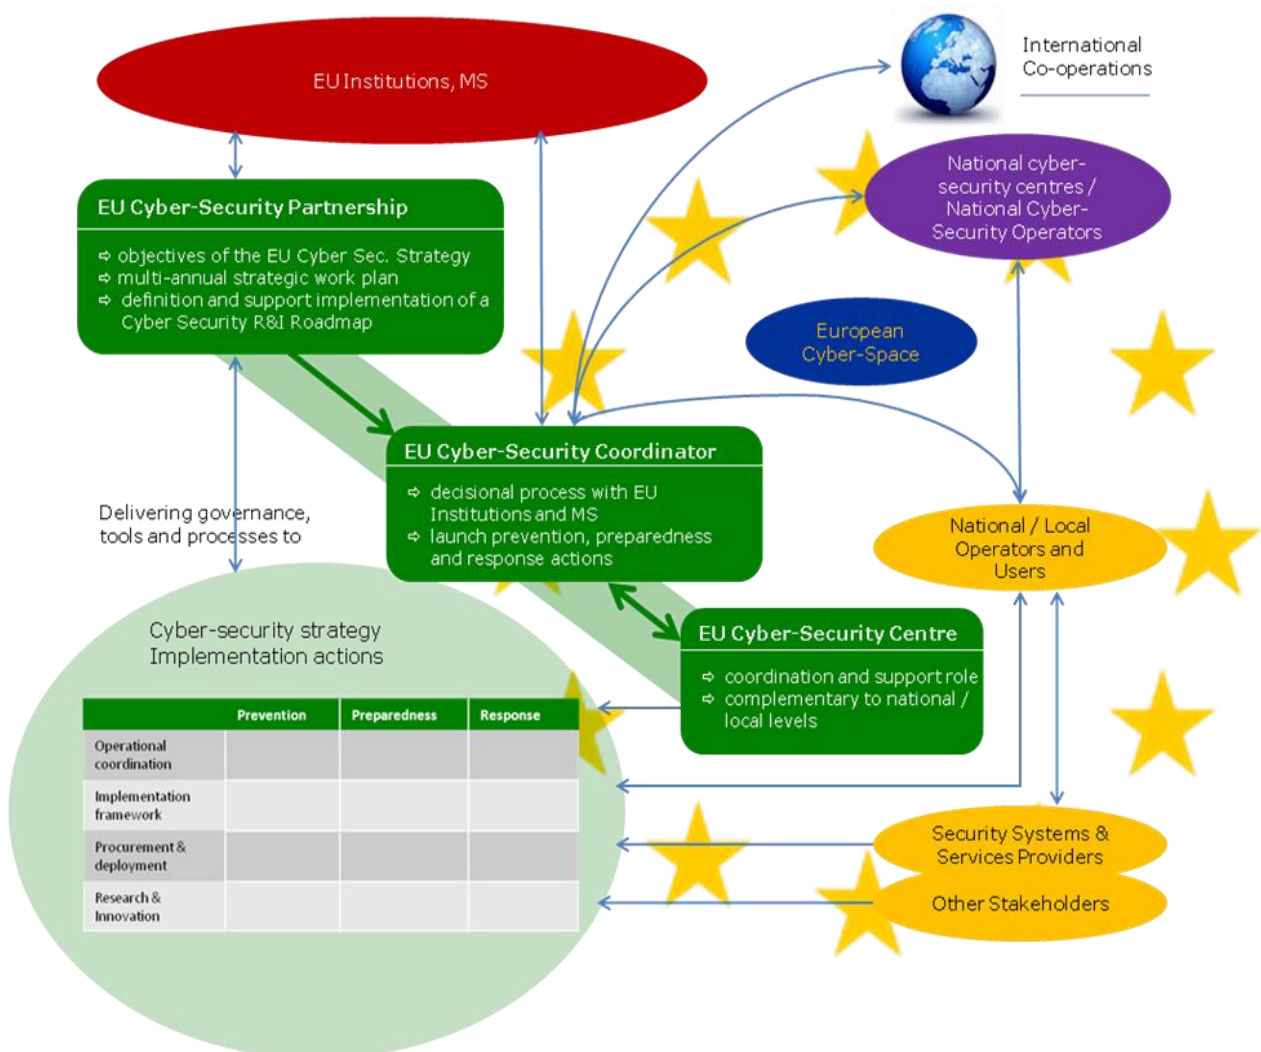 EU Institutions, MS
International
Co-operations
National cyber-
security centres /
National Cyber-
Security Operators
EU Cyber-Security Partnership
⇨ objectives of the EU Cyber Sec. Strategy
⇨ multi-annual strategic work plan
⇨ definition and support implementation of a
Cyber Security R&I Roadmap
European
Cyber-Space
EU Cyber-Security Coordinator
⇨ decisional process with EU
Institutions and MS
⇨ launch prevention, preparedness
and response actions
Delivering governance,
tools and processes to
National / Local
Operators and
Users
Cyber-security strategy
Implementation actions
EU Cyber-Security Centre
⇨ coordination and support role
⇨ complementary to national /
local levels
Prevention Preparedness Response
Operational
coordination
Implementation
framework
Procurement &
deployment
Research &
Innovation
Security Systems &
Services Providers
Other Stakeholders